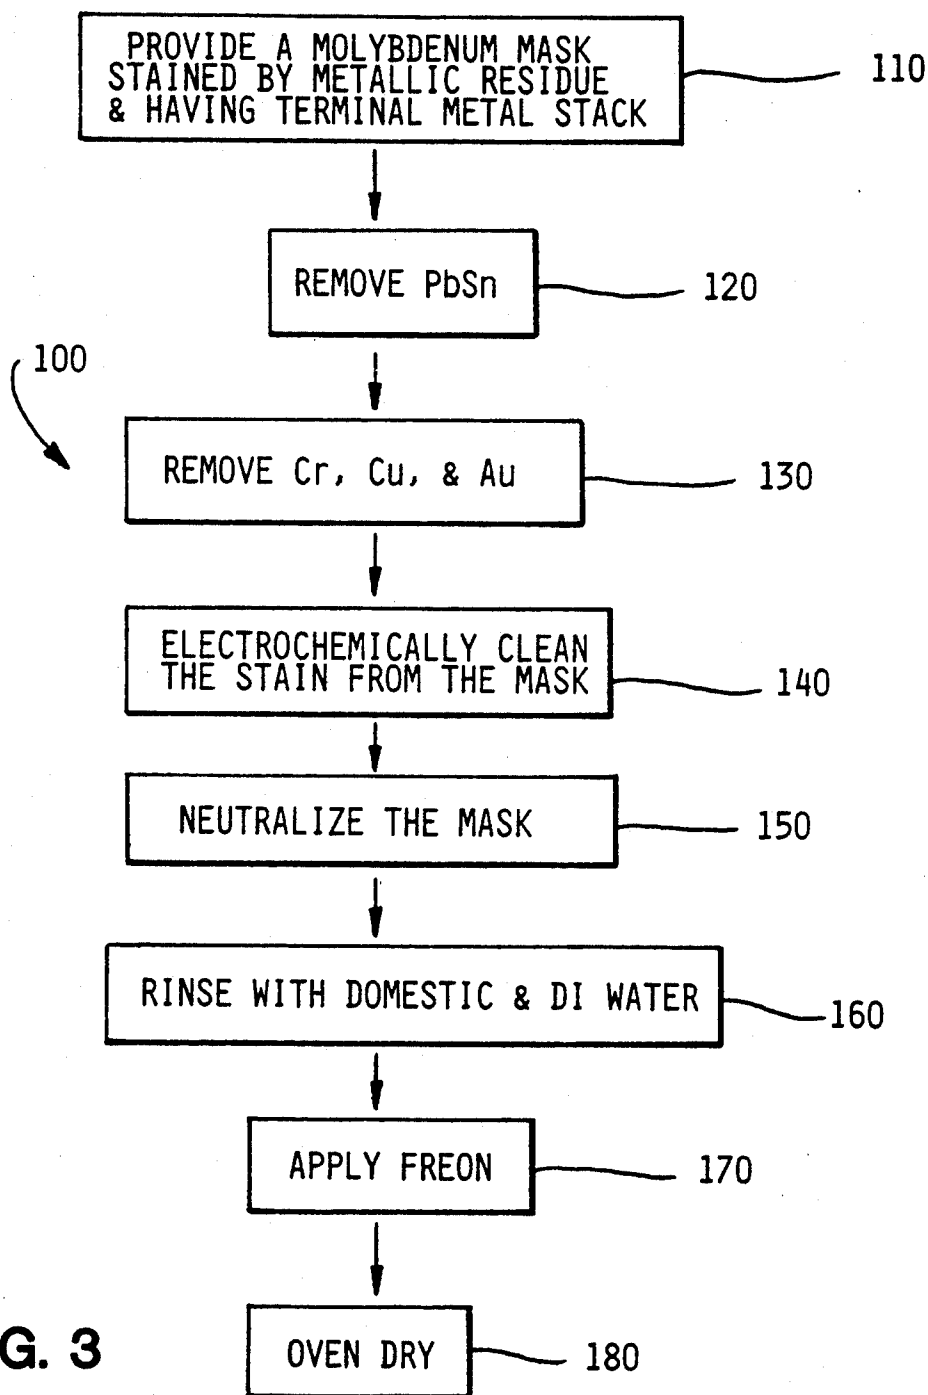 PROVIDE A MOLYBDENUM MASK
STAINED BY METALLIC RESIDUE
& HAVING TERMINAL METAL STACK
110
REMOVE PbSn
120
100
REMOVE Cr, Cu, & Au
130
ELECTROCHEMICALLY CLEAN
THE STAIN FROM THE MASK
140
NEUTRALIZE THE MASK
150
RINSE WITH DOMESTIC & DI WATER
160
APPLY FREON
170
OVEN DRY
180
G. 3